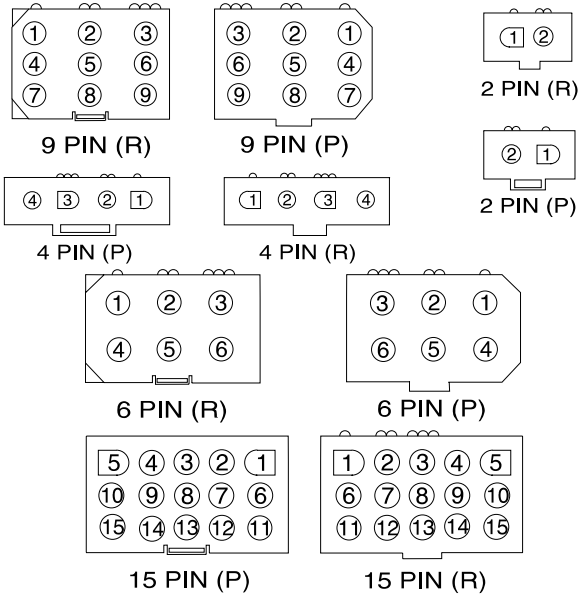 1 2 3 3 2 1 1 2
4 5 6 6 5 4
7 8 9 9 8 7
2 PIN (R)
9 PIN (R) 9 PIN (P)
2 1
4 3 2 1 1 2 3 4
2 PIN (P)
4 PIN (P) 4 PIN (R)
1 2 3 3 2 1
4 5 6 6 5 4
6 PIN (R) 6 PIN (P)
5 4 3 2 1 1 2 3 4 5
10 9 8 7 6 6 7 8 9 10
15 14 13 12 11 11 12 13 14 15
15 PIN (P) 15 PIN (R)